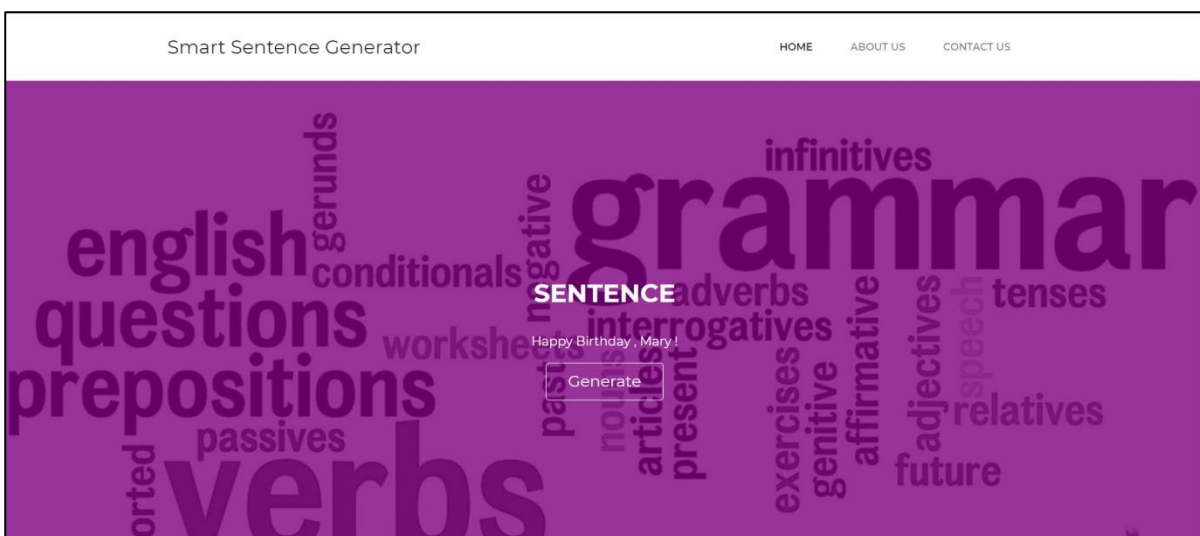 Smart Sentence Generator
HOME ABOUT US CONTACT US
gerunds
infinitives
grammar
english
negative
conditionals
SENTENCE
adverbs
tenses
questions
interrogatives
affirmative
adjectives
speech
worksheets
Happy Birthday , Mary !
Generate
prepositions
past
nouns
articles
present
exercises
genitive
relatives
passives
future
orted
verbs